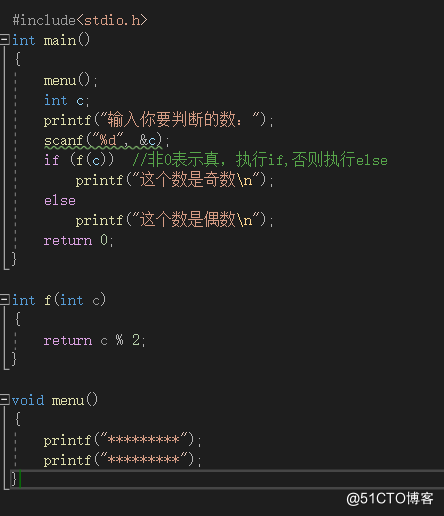 #include<stdio.h>
int main()
{
menu();
int c;
printf("输入你要判断的数：");
scanf("%d", &c);
if (f(c))  //非0表示真，执行if,否则执行else
printf("这个数是奇数\n");
else
printf("这个数是偶数\n");
return 0;
}
int f(int c)
{
return c % 2;
}
void menu()
{
printf("*********");
printf("*********");
}
@51CTO博客